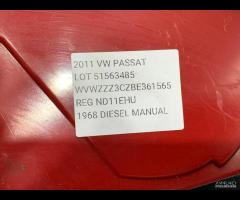 2011 VW PASSAT
LOT 51563485
WVWZZZ3CZBE361565
REG ND11EHU
1968 DIESEL MANUAL